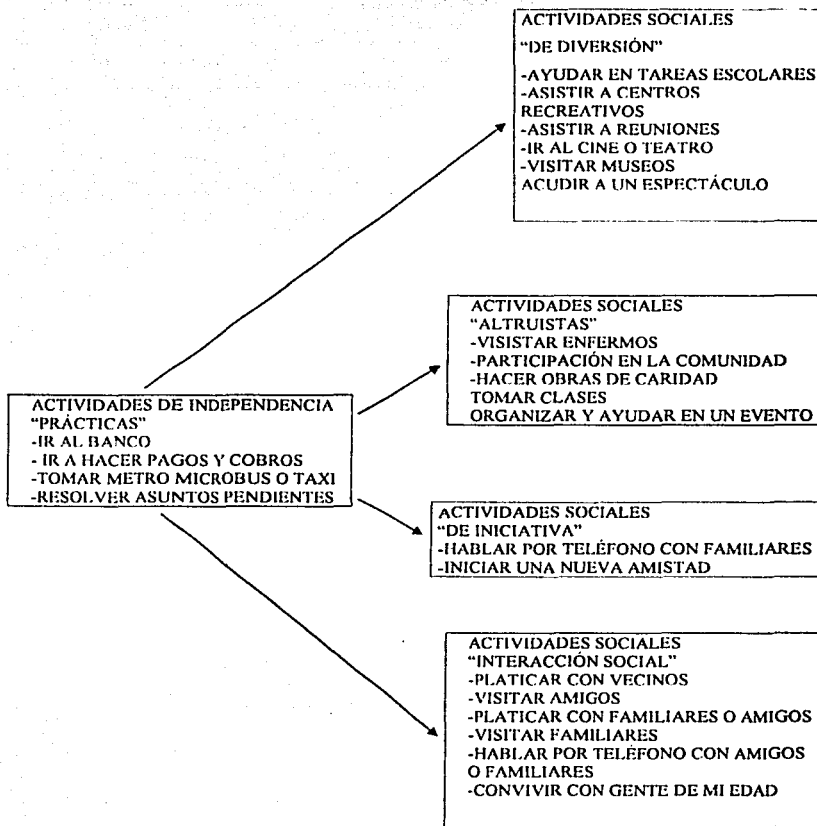 ACTIVIDADES SOCIALES
"DE DIVERSIÓN"
-AYUDAR EN TAREAS ESCOLARES
-ASISTIR A CENTROS
RECREATIVOS
-ASISTIR A REUNIONES
-IR AL CINE O TEATRO
-VISITAR MUSEOS
ACUDIR A UN ESPECTÁCULO
ACTIVIDADES SOCIALES
"ALTRUISTAS"
-VISISTAR ENFERMOS
-PARTICIPACIÓN EN LA COMUNIDAD
-HACER OBRAS DE CARIDAD
TOMAR CLASES
ORGANIZAR Y AYUDAR EN UN EVENTO
ACTIVIDADES DE INDEPENDENCIA
"PRÁCTICAS"
-IR AL BANCO
- IR A HACER PAGOS Y COBROS
-TOMAR METRO MICROBUS O TAXI
-RESOLVER ASUNTOS PENDIENTES
ACTIVIDADES SOCIALES
"DE INICIATIVA"
-HABLAR POR TELÉFONO CON FAMILIARES
-INICIAR UNA NUEVA AMISTAD
ACTIVIDADES SOCIALES
"INTERACCIÓN SOCIAL"
-PLATICAR CON VECINOS
-VISITAR AMIGOS
-PLATICAR CON FAMILIARES O AMIGOS
-VISITAR FAMILIARES
-HABLAR POR TELÉFONO CON AMIGOS
O FAMILIARES
-CONVIVIR CON GENTE DE MI EDAD